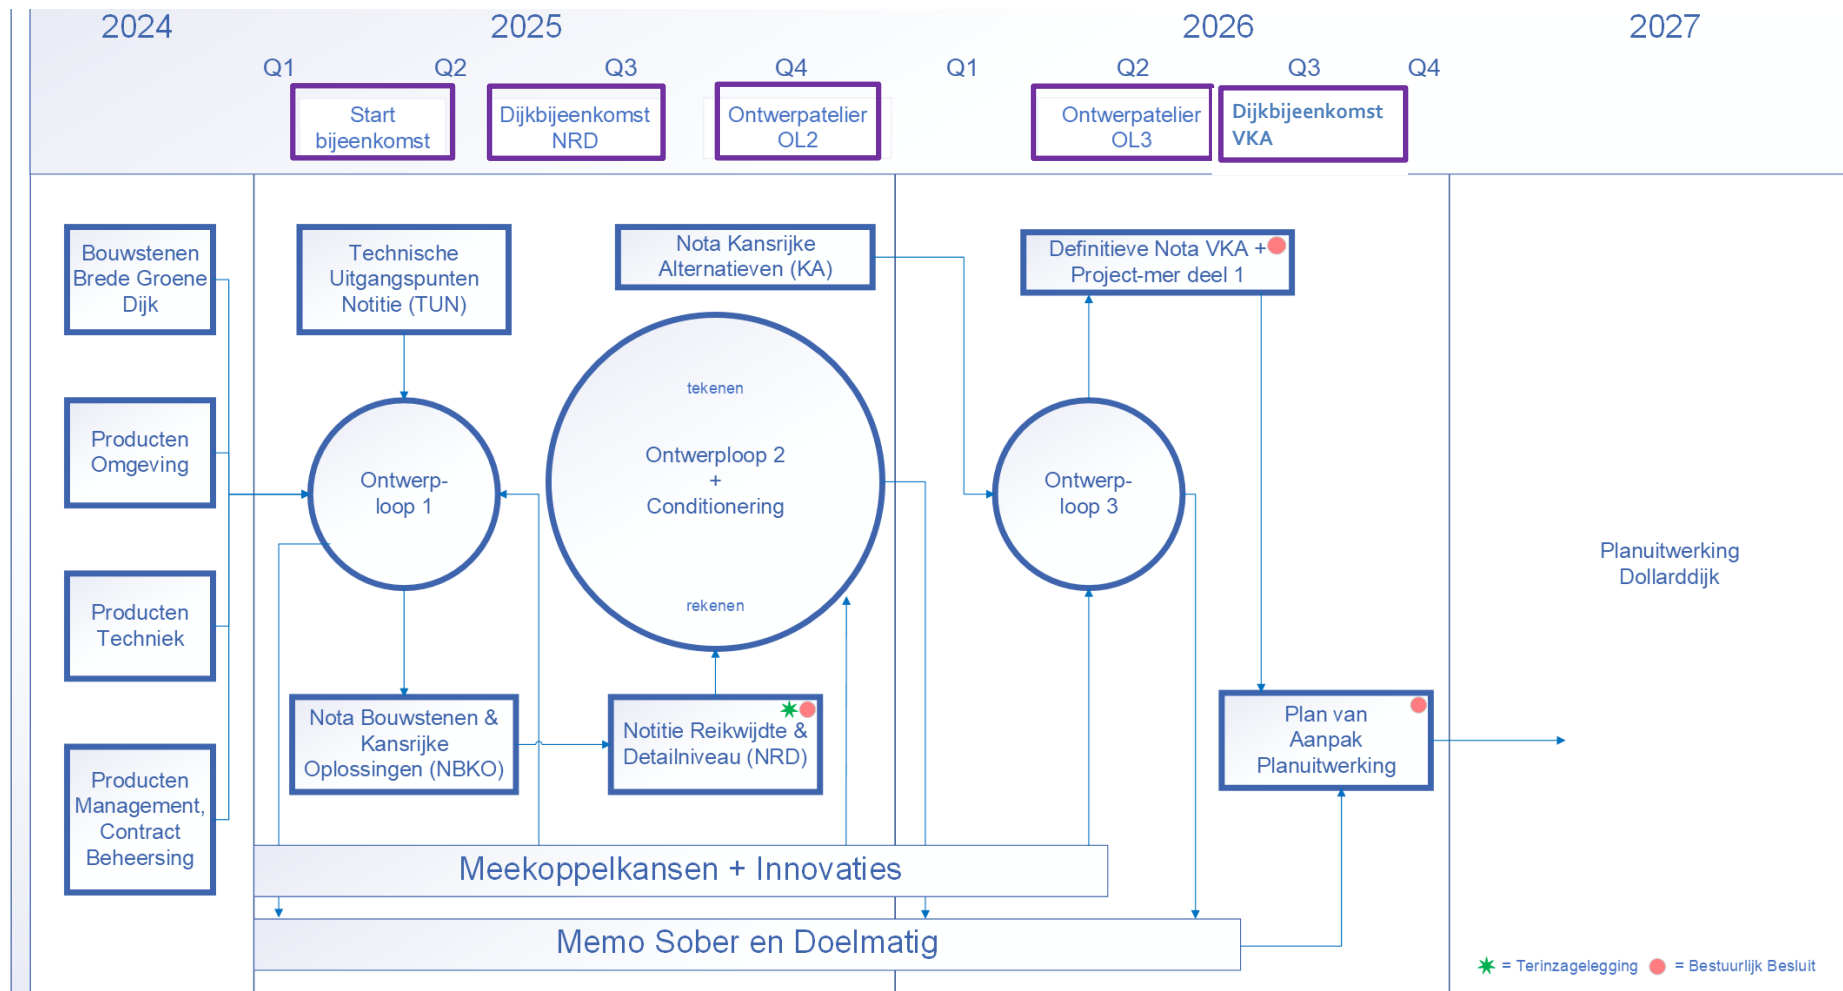 2024
2025
2026
2027
Q1
Q2
Q3
Q4
Q1
Q2
Q3
Q4
Start
bijeenkomst
Dijkbijeenkomst
NRD
Ontwerpatelier
OL2
Ontwerpatelier
OL3
Dijkbijeenkomst
VKA
Bouwstenen
Brede Groene
Dijk
Producten
Omgeving
Producten
Techniek
Producten
Management,
Contract
Beheersing
Technische
Uitgangspunten
Notitie (TUN)
Ontwerp-
loop 1
Nota Bouwstenen &
Kansrijke
Oplossingen (NBKO)
Nota Kansrijke
Alternatieven (KA)
tekenen
Ontwerploop 2
+
Conditionering
rekenen
Notitie Reikwijdte &
Detailniveau (NRD)
Definitieve Nota VKA +
Project-mer deel 1
Ontwerp-
loop 3
Plan van
Aanpak
Planuitwerking
Planuitwerking
Dollarddijk
Meekoppelkansen + Innovaties
Memo Sober en Doelmatig
= Terinzagelegging
= Bestuurlijk Besluit